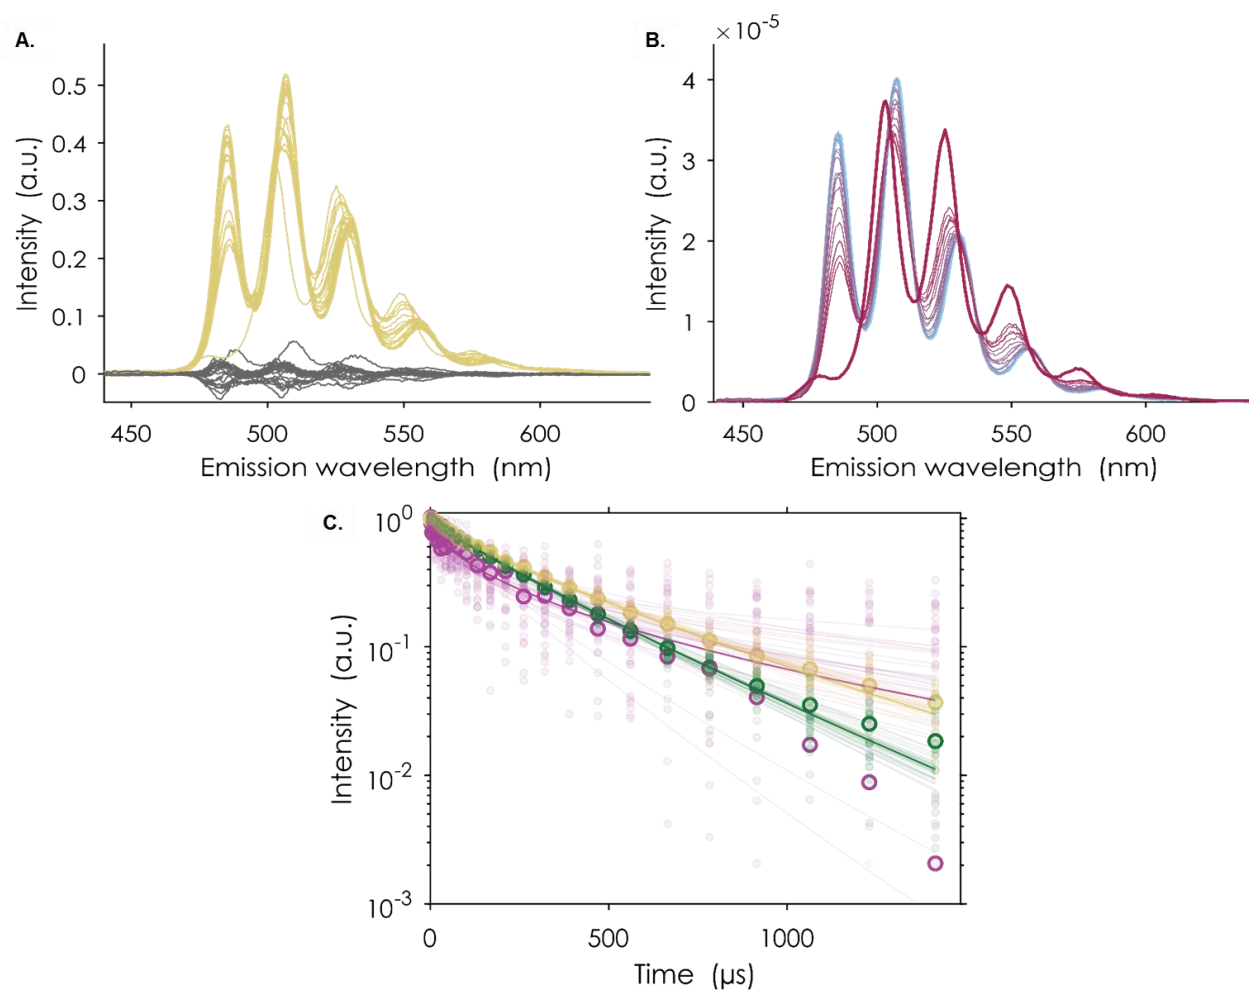 A.
Intensity (a.u.)
0.5
0.4
0.3
0.2
0.1
0
450 500 550 600
Emission wavelength (nm)
B.
×10⁻⁵
Intensity (a.u.)
4
3
2
1
0
450 500 550 600
Emission wavelength (nm)
C.
Intensity (a.u.)
10⁰
10⁻¹
10⁻²
10⁻³
0 500 1000
Time (μs)